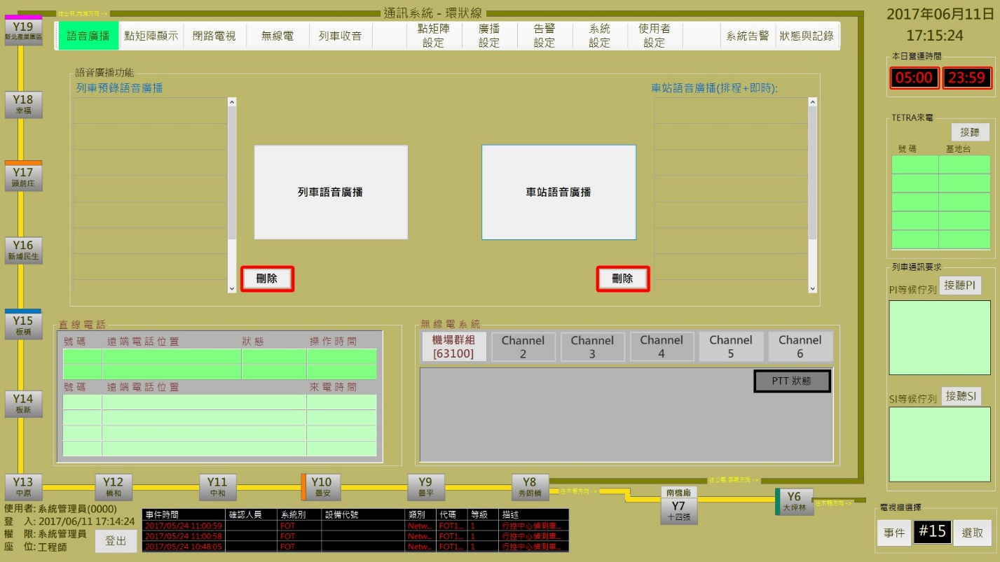 往士林,內湖方向 ->
通訊系統 - 環狀線
2017年06月11日
17:15:24
Y19
新北產業園區
語音廣播
點矩陣顯示
閉路電視
無線電
列車收音
點矩陣
設定
廣播
設定
告警
設定
系統
設定
使用者
設定
系統告警
狀態與記錄
本日營運時間
05:00
23:59
語音廣播功能
列車預錄語音廣播
車站語音廣播(排程+即時):
Y18
幸福
TETRA來電
接聽
號 碼 基地台
Y17
頭前庄
列車語音廣播
車站語音廣播
Y16
新埔民生
刪除
刪除
列車通訊要求
PI等候佇列
接聽PI
Y15
板橋
直線電話
號碼 遠端電話位置 狀態 操作時間
號碼 遠端電話位置 來電時間
無線電系統
機場群組
[63100]
Channel
2
Channel
3
Channel
4
Channel
5
Channel
6
PTT 狀態
Y14
板新
SI等候佇列
接聽SI
Y13
中原
Y12
橋和
Y11
中和
Y10
景安
Y9
景平
Y8
秀朗橋
往木柵方向 ->
南機廠
Y7
十四張
Y6
大坪林
往木柵方向 ->
使用者: 系統管理員(0000)
登 入: 2017/06/11 17:14:24
權 限: 系統管理員
座 位: 工程師
登出
事件時間 確認人員 系統別 設備代號 類別 代碼 等級 描述
2017/05/24 11:00:59 FOT Netw... FOT1... 1 行控中心偵測單...
2017/05/24 11:00:58 FOT Netw... FOT1... 1 行控中心偵測單...
2017/05/24 10:48:05 FOT Netw... FOT1... 1 行控中心偵測單...
電視牆選擇
事件
#15
選取